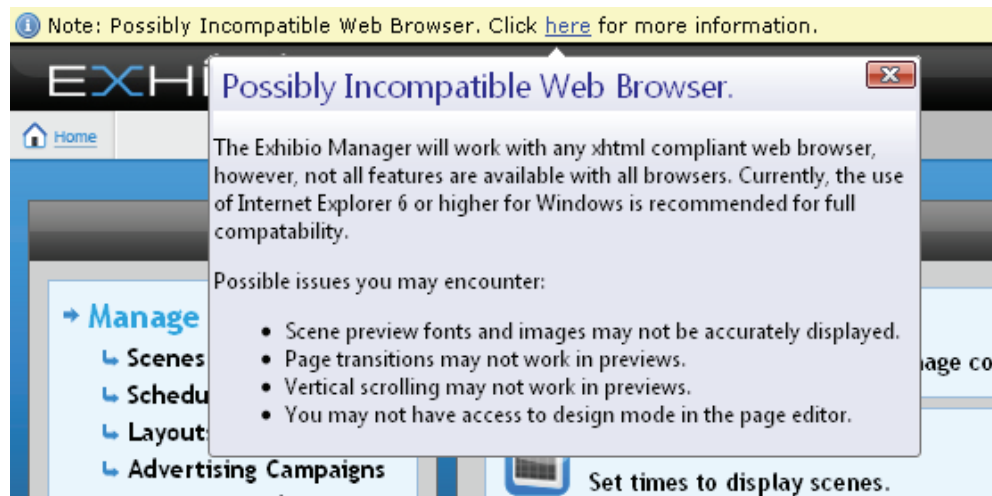 Note: Possibly Incompatible Web Browser. Click here for more information.
EXHI
Possibly Incompatible Web Browser.
Home
The Exhibio Manager will work with any xhtml compliant web browser,
however, not all features are available with all browsers. Currently, the use
of Internet Explorer 6 or higher for Windows is recommended for full
compatability.
Possible issues you may encounter:
• Scene preview fonts and images may not be accurately displayed.
• Page transitions may not work in previews.
• Vertical scrolling may not work in previews.
• You may not have access to design mode in the page editor.
Manage
Scenes
Schedu
Layout
Advertising Campaigns
age co
Set times to display scenes.